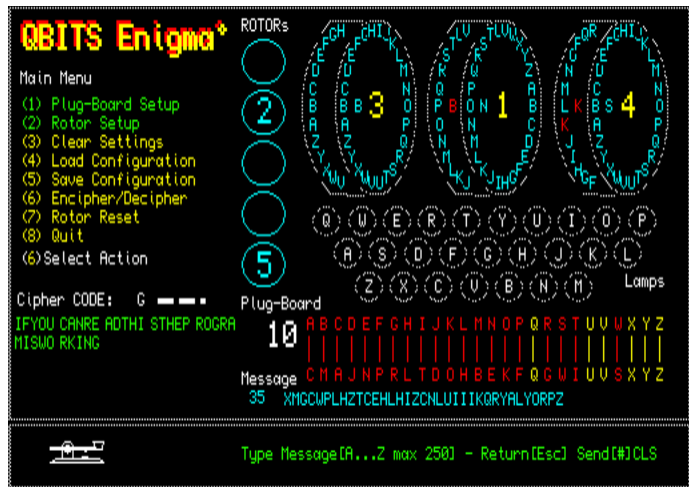 QBITS Enigma+
ROTORs
Main Menu
(1) Plug-Board Setup
(2) Rotor Setup
(3) Clear Settings
(4) Load Configuration
(5) Save Configuration
(6) Encipher/Decipher
(7) Rotor Reset
(8) Quit
(6)Select Action
Cipher CODE: G
IFYOU CANRE ADTHI STHEP ROGRA
MISWO RKING
2
5
B 3
B O N 1
K B S 4
Q W E R T Y U I O P
A S D F G H J K L
Z X C V B N M
Lamps
Plug-Board
10
A B C D E F G H I J K L M N O P Q R S T U V W X Y Z
C M A J N P R L T D O H B E K F Q G W I U V S X Y Z
Message
35 XMGCWPLHZTCEHLHIZCNLUIIIKQRYALYORPZ
Type Message[A...Z max 250] - Return[Esc] Send[#]CLS